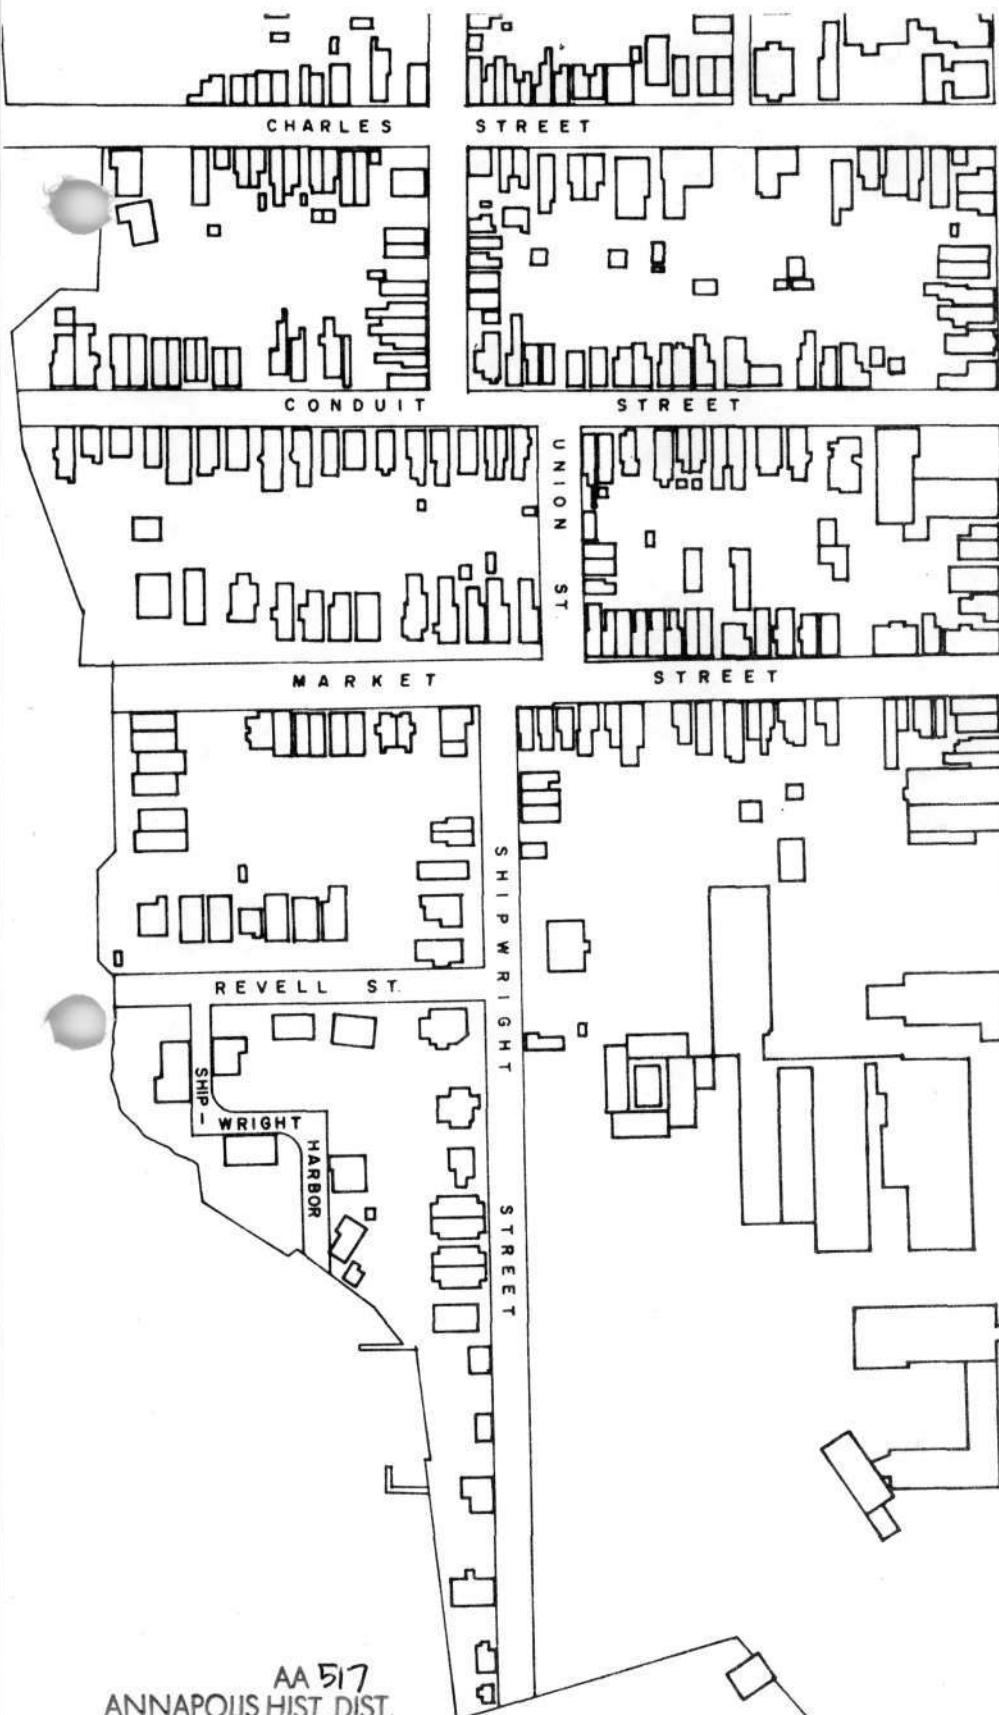 CHARLES STREET
CONDUIT STREET
UNION ST
MARKET STREET
SHIPWRIGHT STREET
REVELL ST.
SHIP-
WRIGHT
HARBOR
AA 517
ANNAPOLIS HIST. DIST.